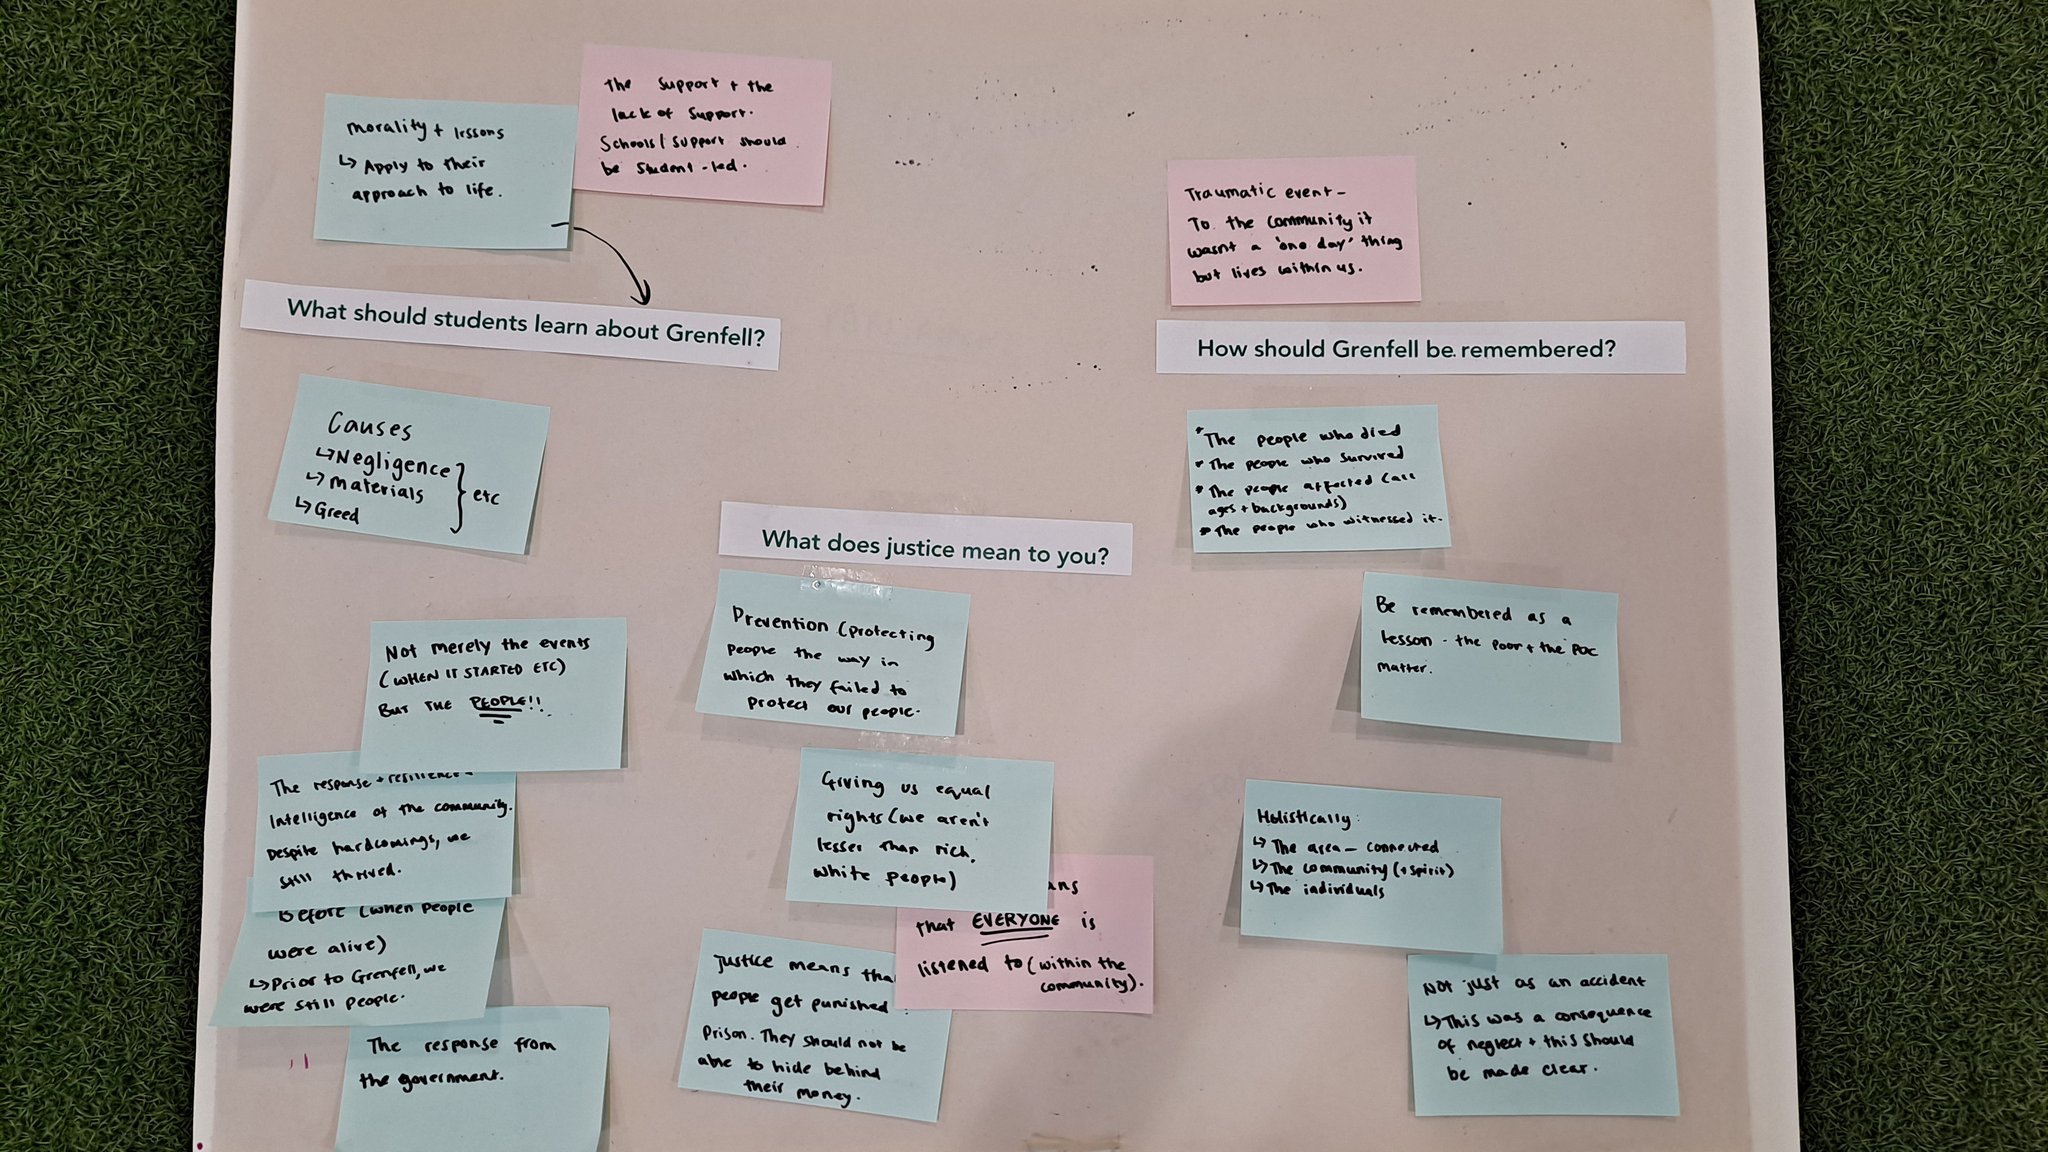 morality + lessons
↳ Apply to their
approach to life.
The support + the
lack of support.
Schools/support should
be student-led.
What should students learn about Grenfell?
Causes
↳ Negligence
↳ materials
↳ Greed
} etc
Not merely the events
(WHEN IT STARTED ETC)
BUT THE PEOPLE!!
The response + resilience +
Intelligence of the community.
Despite hardcomings, we
still thrived.
Before (when people
were alive)
↳ Prior to Grenfell, we
were still people.
The response from
the government.
What does justice mean to you?
Prevention (protecting
people the way in
which they failed to
protect our people.
Giving us equal
rights (we aren't
lesser than rich,
white people)
that EVERYONE is
listened to (within the
community).
Justice means
people get punished
Prison. They should not be
able to hide behind
their money.
Traumatic event -
To the community it
wasnt a 'one day' thing
but lives within us.
How should Grenfell be remembered?
* The people who died
* The people who survived
* The people affected (all
ages + backgrounds)
* The people who witnessed it.
Be remembered as a
lesson - the poor + the POC
matter.
Holistically:
↳ The area - connected
↳ The community (+ spirit)
↳ The individuals
Not just as an accident
↳ This was a consequence
of neglect + this should
be made clear.